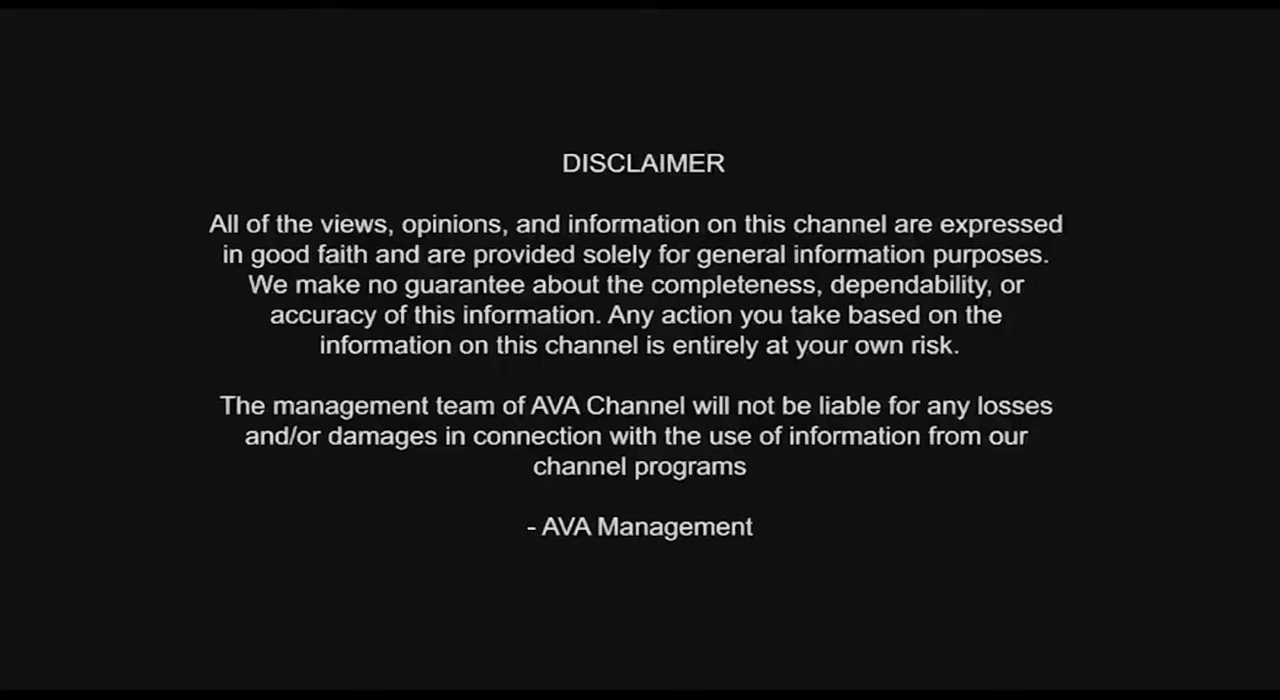 DISCLAIMER
All of the views, opinions, and information on this channel are expressed
in good faith and are provided solely for general information purposes.
We make no guarantee about the completeness, dependability, or
accuracy of this information. Any action you take based on the
information on this channel is entirely at your own risk.
The management team of AVA Channel will not be liable for any losses
and/or damages in connection with the use of information from our
channel programs
- AVA Management